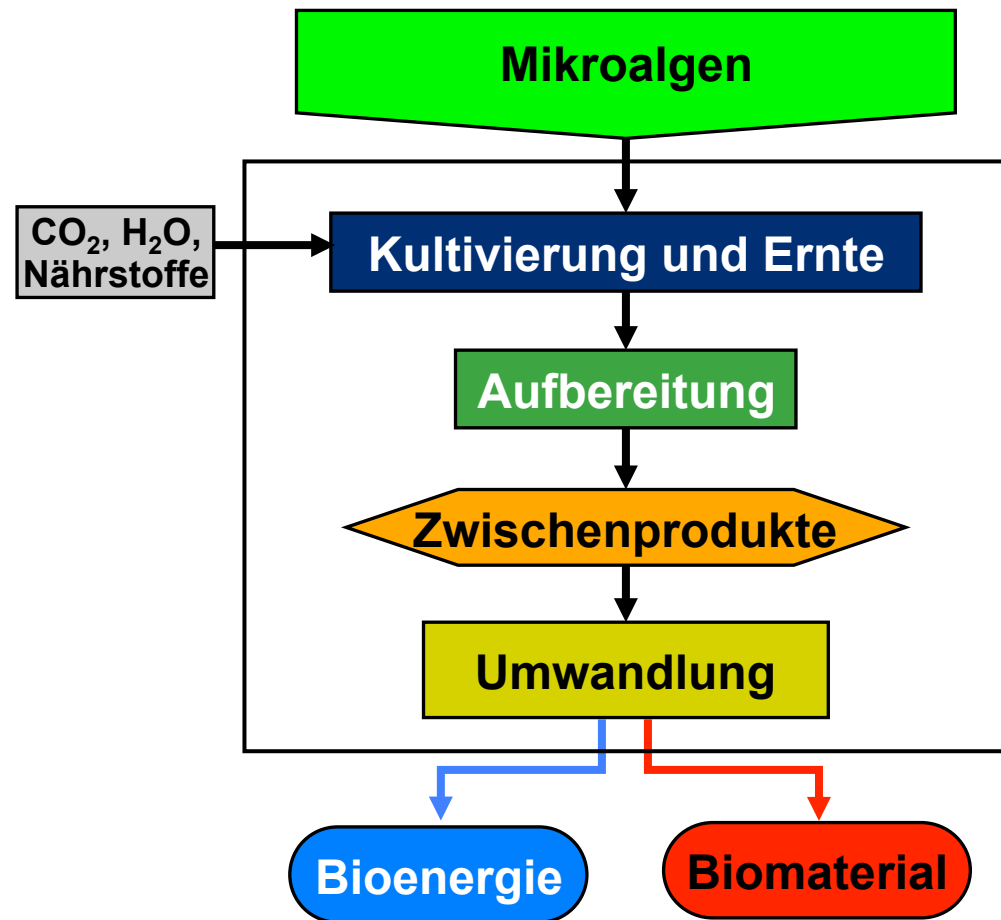 Mikroalgen
CO₂, H₂O,
Nährstoffe
Kultivierung und Ernte
Aufbereitung
Zwischenprodukte
Umwandlung
Bioenergie
Biomaterial